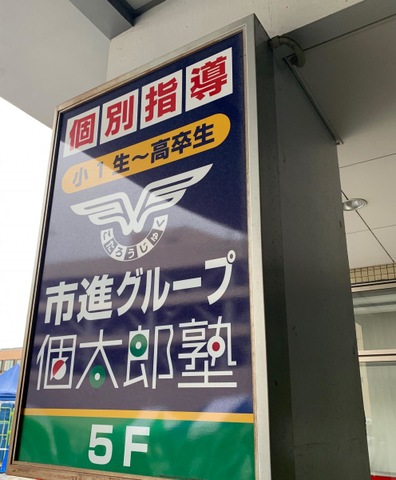 個別指導
小1生～高卒生
こたろうじゅく
市進グループ
個太郎塾
5F